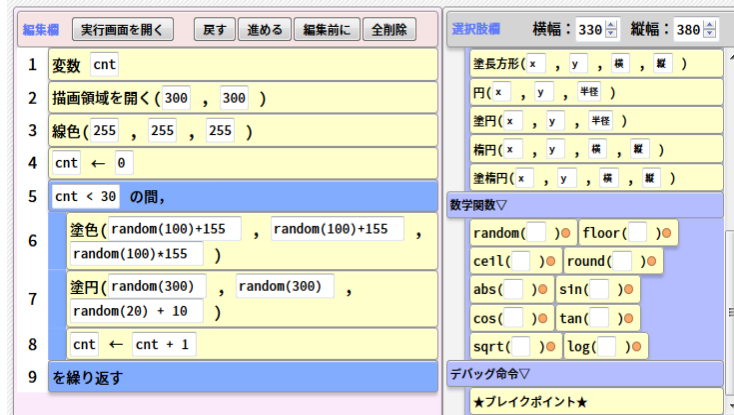 編集欄 実行画面を開く 戻す 進める 編集前に 全削除
1 変数 cnt
2 描画領域を開く( 300 , 300 )
3 線色( 255 , 255 , 255 )
4 cnt ← 0
5 cnt < 30 の間,
6 塗色( random(100)+155 , random(100)+155 ,
random(100)*155 )
7 塗円( random(300) , random(300) ,
random(20) + 10 )
8 cnt ← cnt + 1
9 を繰り返す
選択肢欄 横幅： 330 縦幅： 380
塗長方形( x , y , 横 , 縦 )
円( x , y , 半径 )
塗円( x , y , 半径 )
楕円( x , y , 横 , 縦 )
塗楕円( x , y , 横 , 縦 )
数学関数▽
random( ) floor( )
ceil( ) round( )
abs( ) sin( )
cos( ) tan( )
sqrt( ) log( )
デバッグ命令▽
★ブレイクポイント★